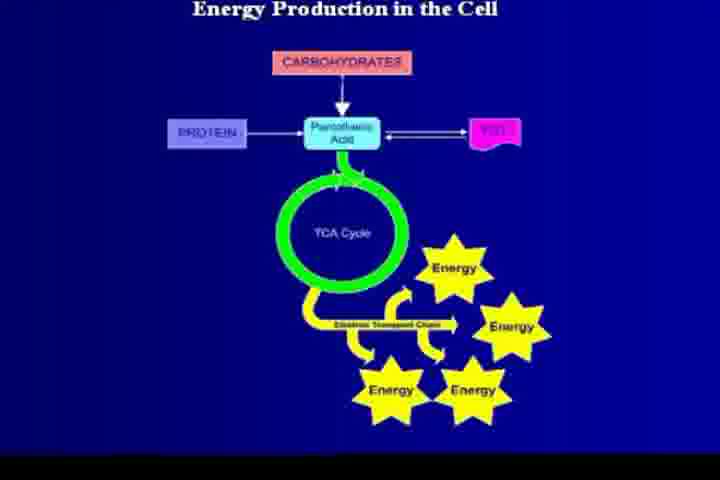 Energy Production in the Cell
CARBOHYDRATES
PROTEIN
Pantothenic
Acid
TCA Cycle
Energy
Electron Transport Chain
Energy
Energy
Energy